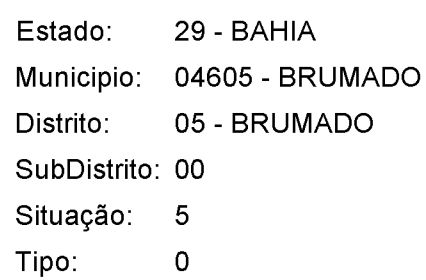 Estado: 29 - BAHIA
Municipio: 04605 - BRUMADO
Distrito: 05 - BRUMADO
SubDistrito: 00
Situação: 5
Tipo: 0